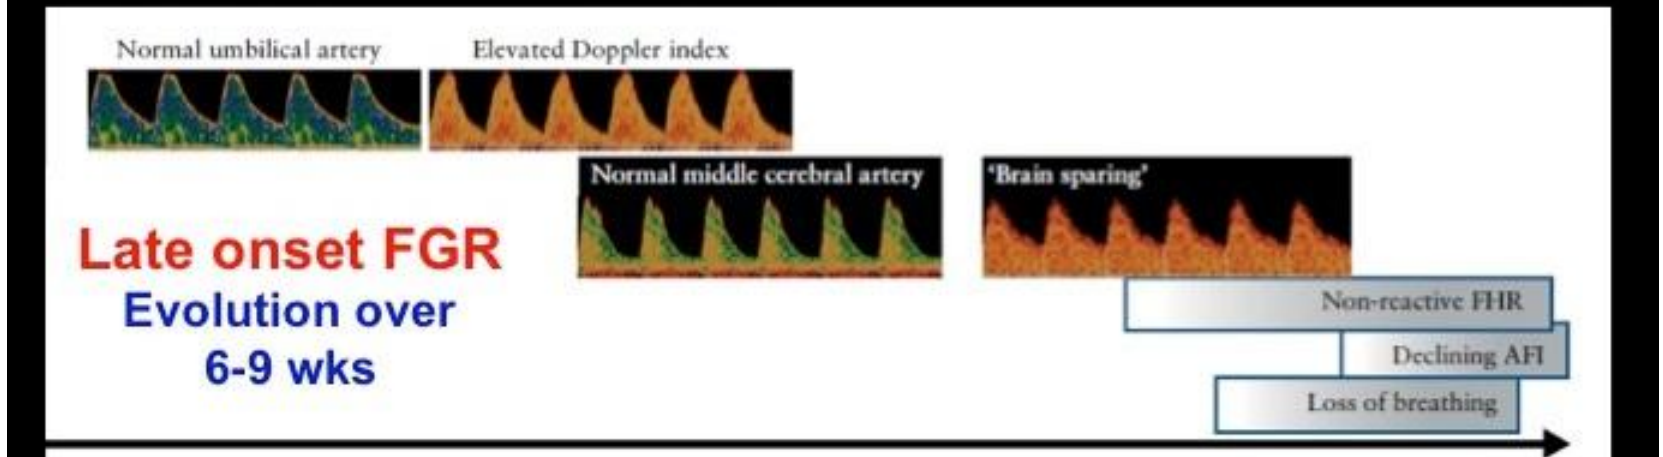 Normal umbilical artery
Elevated Doppler index
Normal middle cerebral artery
'Brain sparing'
Late onset FGR
Evolution over
6-9 wks
Non-reactive FHR
Declining AFI
Loss of breathing